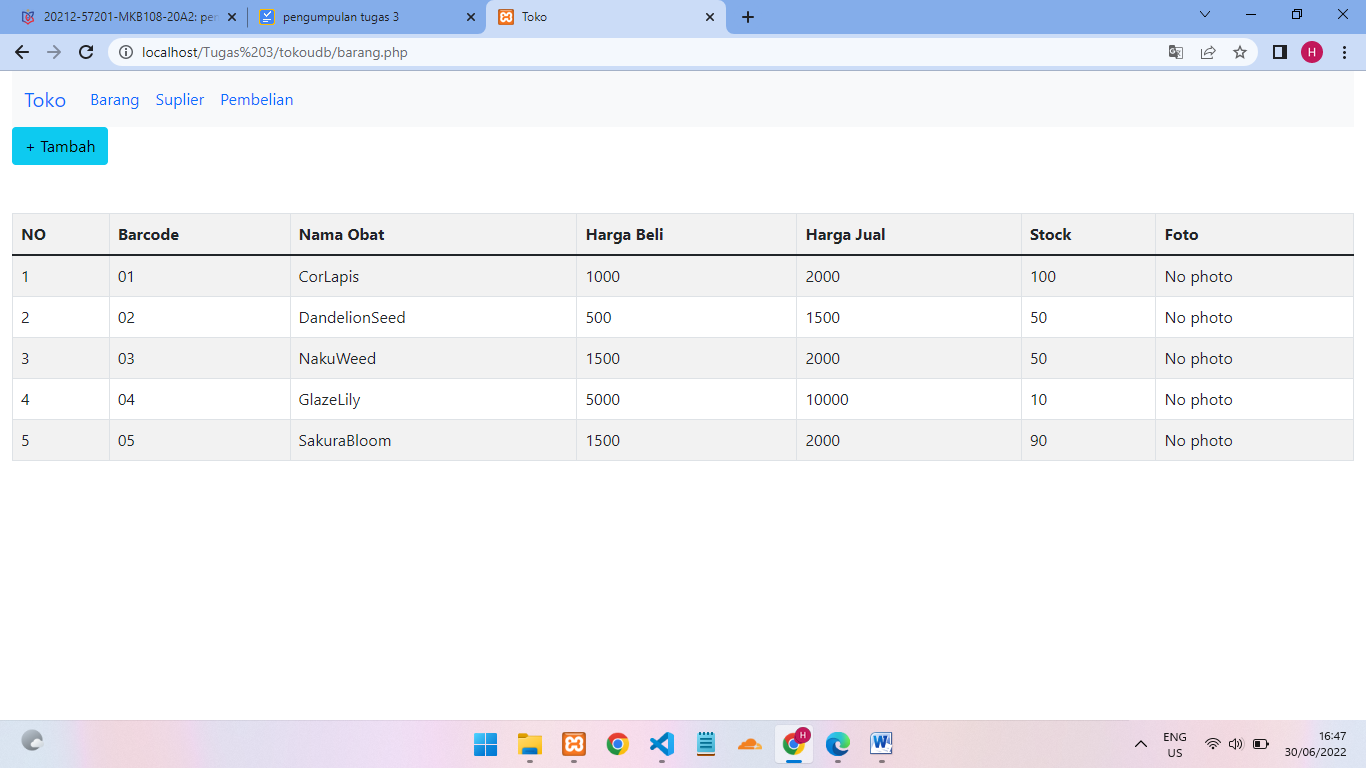 20212-57201-MKB108-20A2: pen
pengumpulan tugas 3
Toko
localhost/Tugas%203/tokoudb/barang.php
H
Toko Barang Suplier Pembelian
+ Tambah
NO Barcode Nama Obat Harga Beli Harga Jual Stock Foto
1 01 CorLapis 1000 2000 100 No photo
2 02 DandelionSeed 500 1500 50 No photo
3 03 NakuWeed 1500 2000 50 No photo
4 04 GlazeLily 5000 10000 10 No photo
5 05 SakuraBloom 1500 2000 90 No photo
H
W
ENG
US
16:47
30/06/2022